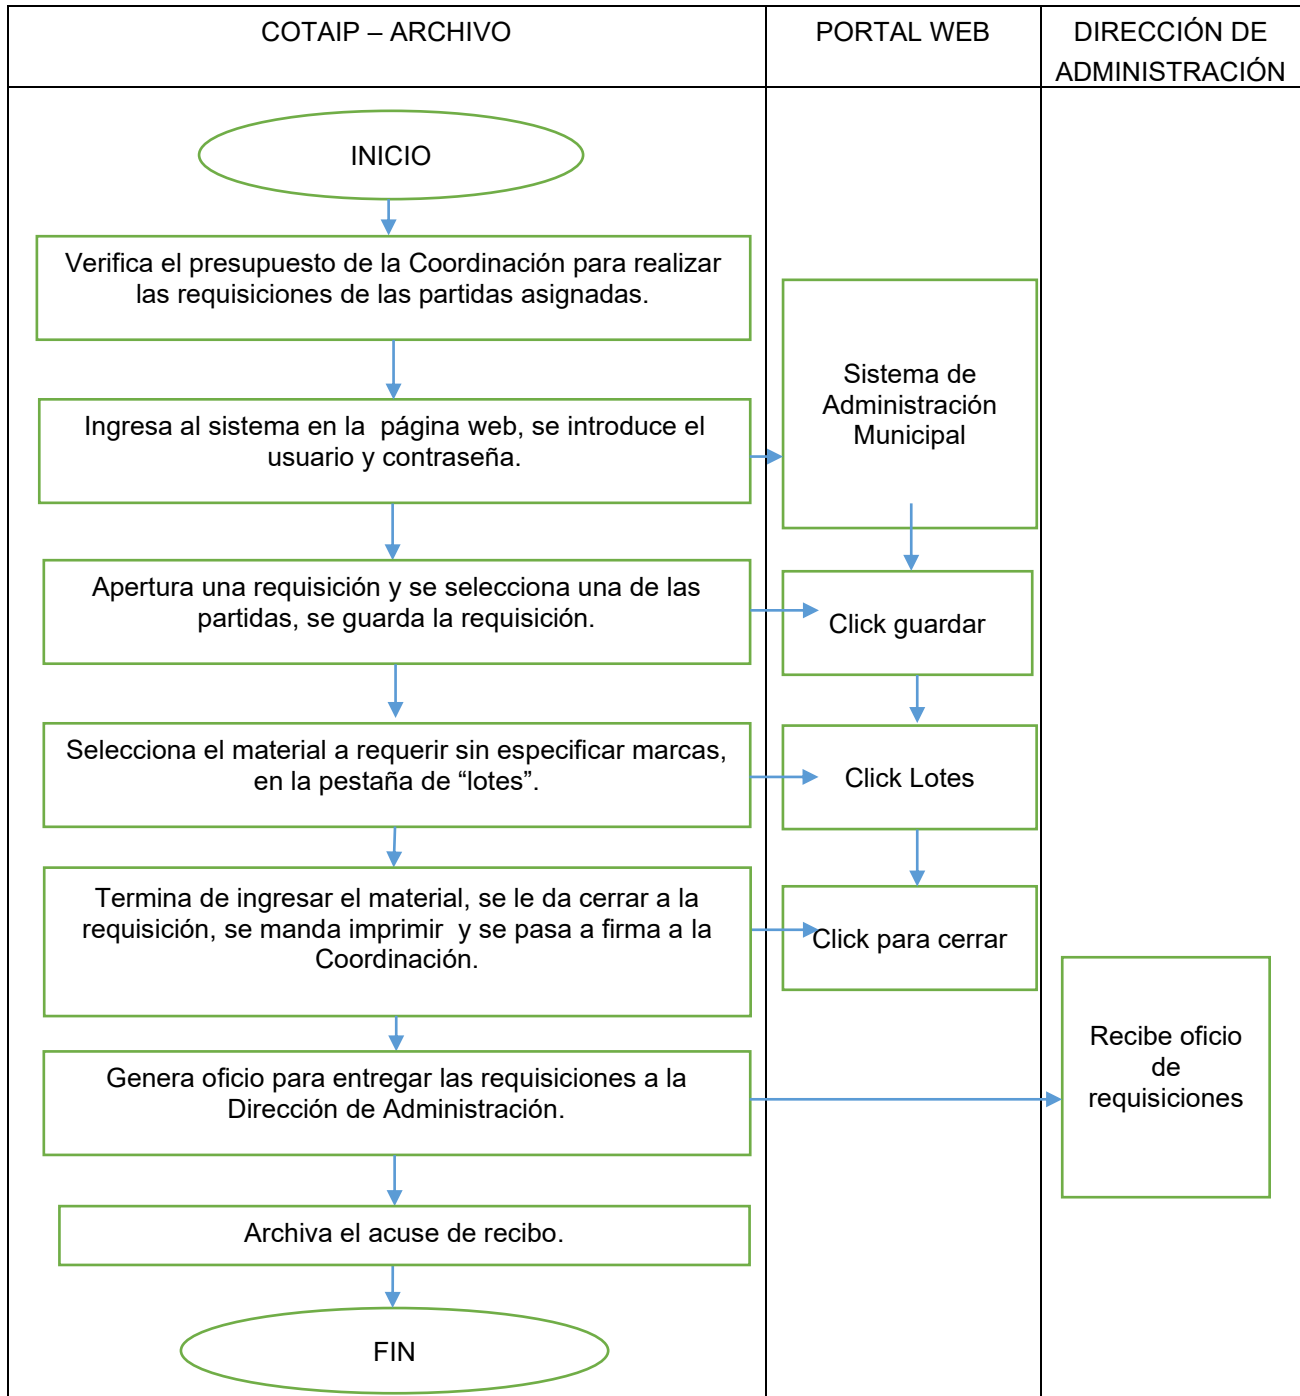 COTAIP – ARCHIVO
PORTAL WEB
DIRECCIÓN DE
ADMINISTRACIÓN
INICIO
Verifica el presupuesto de la Coordinación para realizar
las requisiciones de las partidas asignadas.
Ingresa al sistema en la página web, se introduce el
usuario y contraseña.
Sistema de
Administración
Municipal
Apertura una requisición y se selecciona una de las
partidas, se guarda la requisición.
Click guardar
Selecciona el material a requerir sin especificar marcas,
en la pestaña de “lotes”.
Click Lotes
Termina de ingresar el material, se le da cerrar a la
requisición, se manda imprimir y se pasa a firma a la
Coordinación.
Click para cerrar
Genera oficio para entregar las requisiciones a la
Dirección de Administración.
Recibe oficio
de
requisiciones
Archiva el acuse de recibo.
FIN